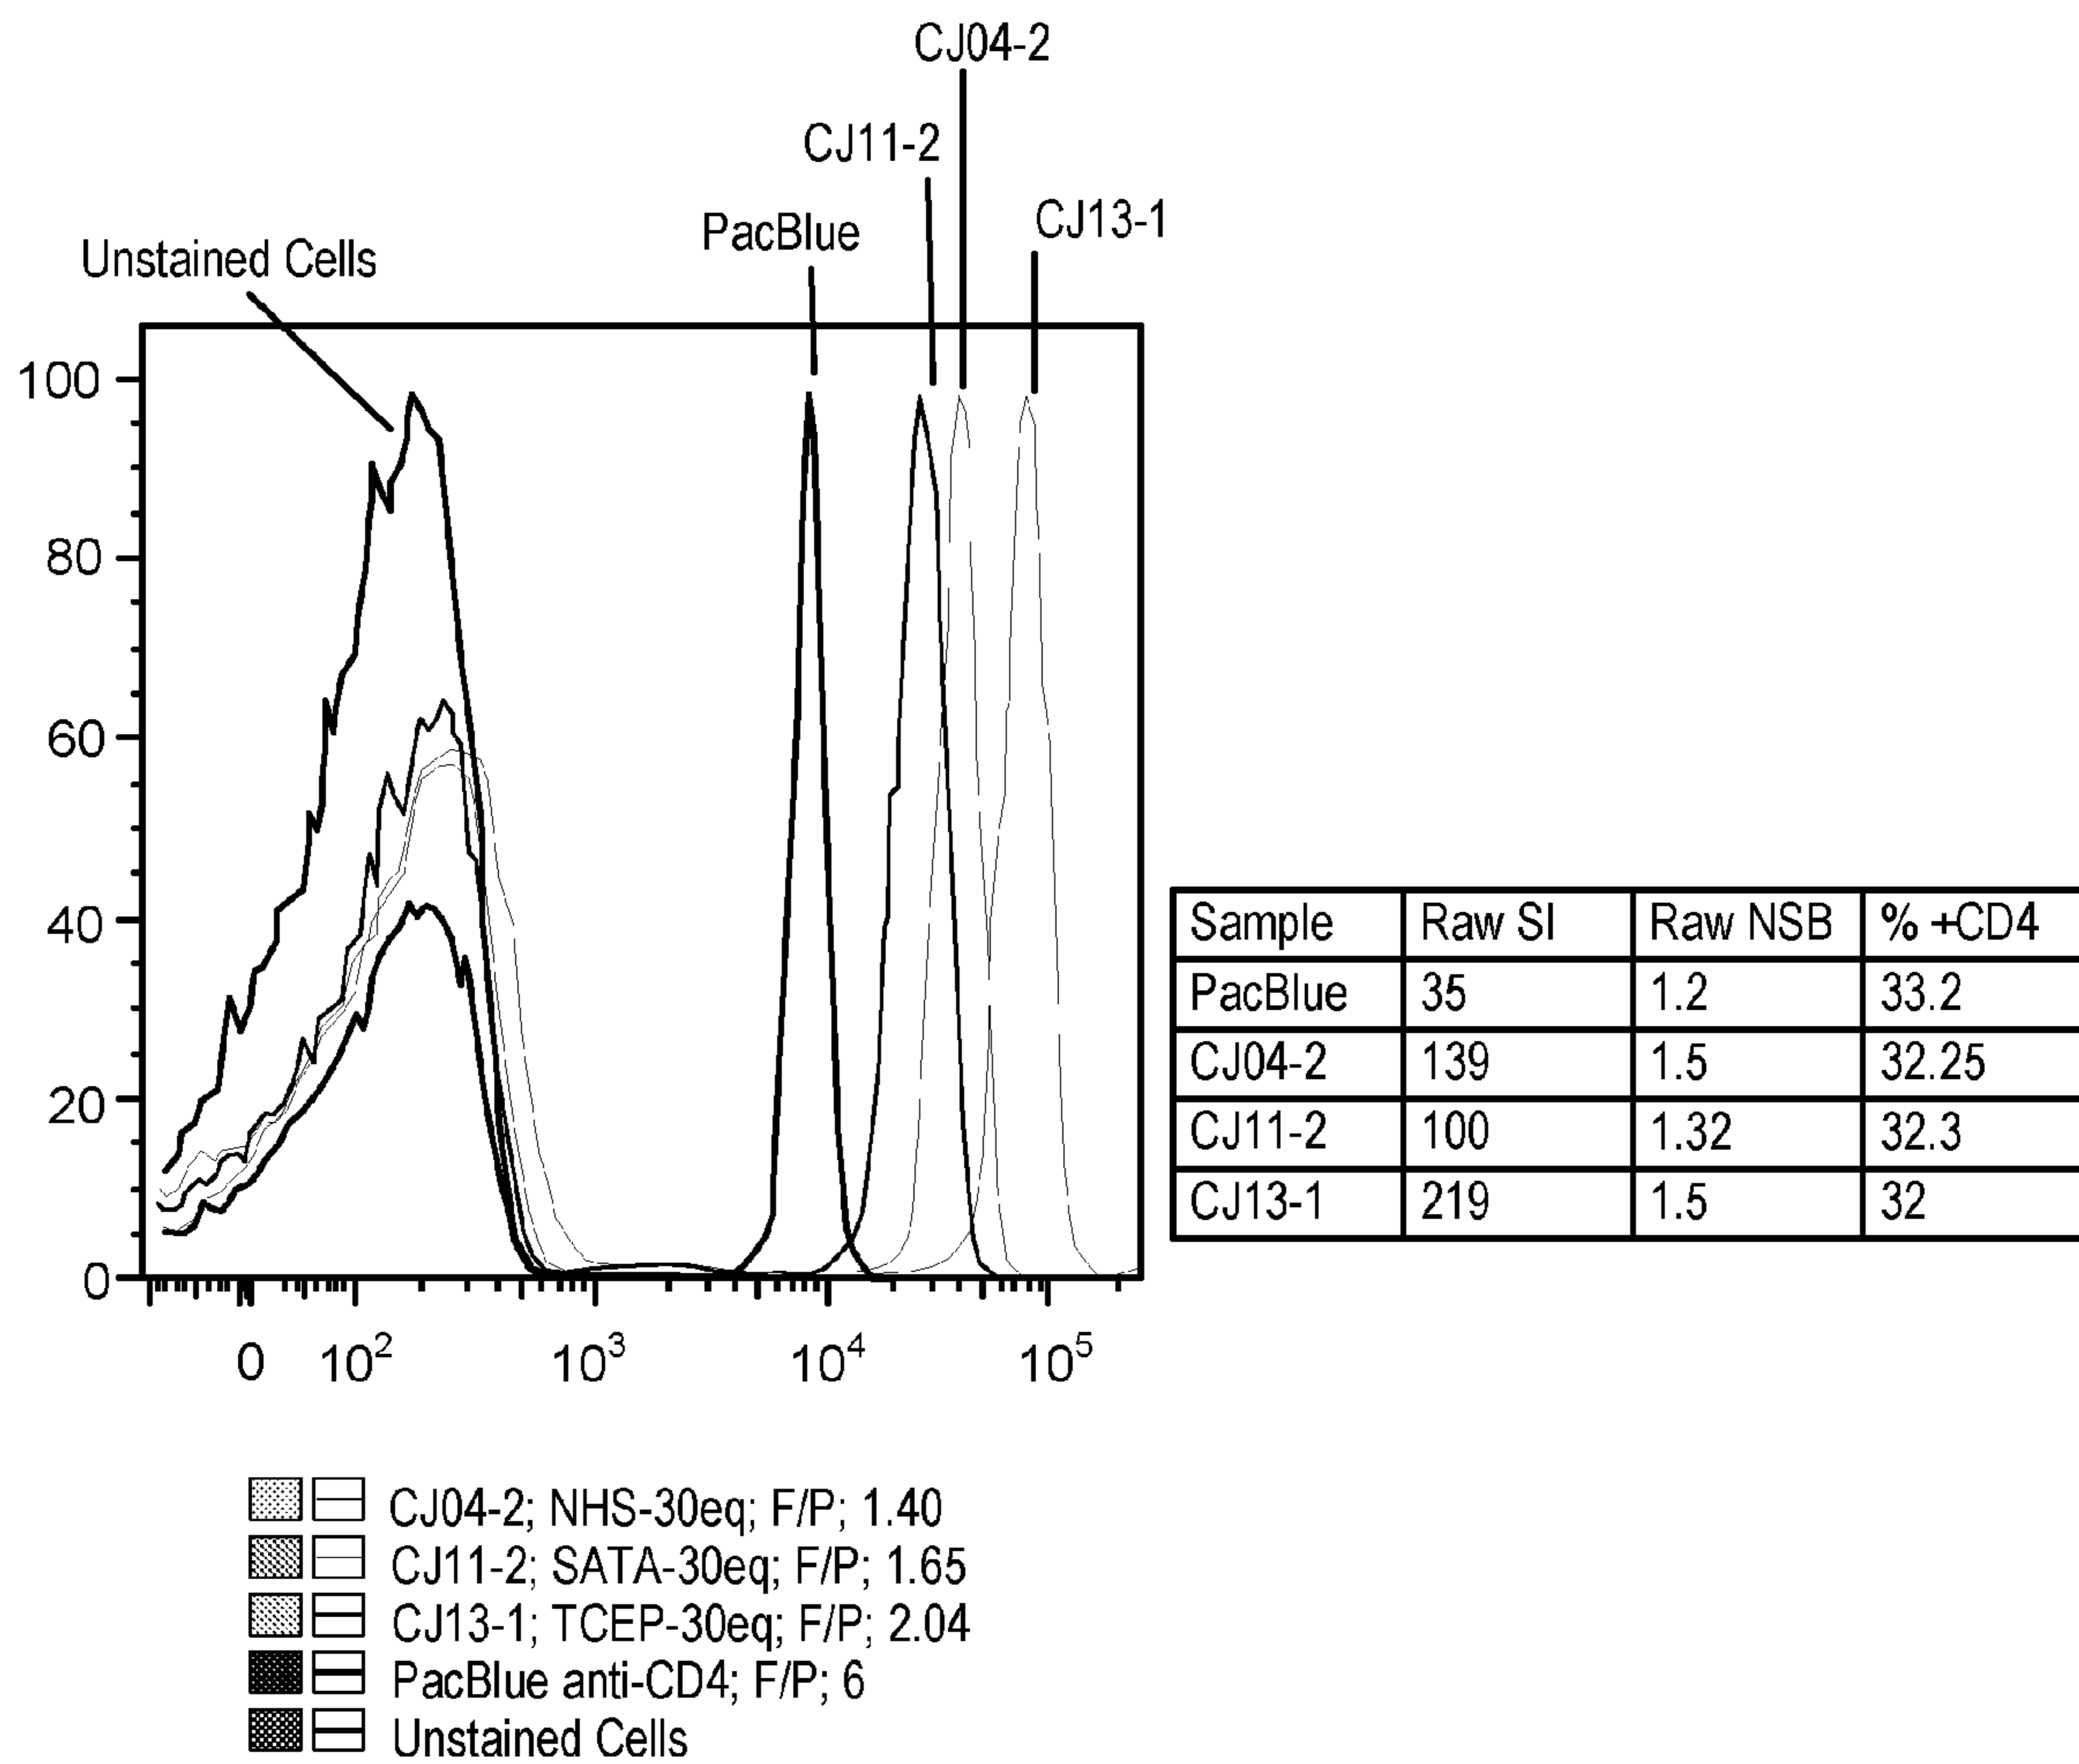 CJ04-2
CJ11-2
CJ13-1
PacBlue
Unstained Cells
100
80
60
40
20
0
0 10² 10³ 10⁴ 10⁵
Sample Raw SI Raw NSB % +CD4
PacBlue 35 1.2 33.2
CJ04-2 139 1.5 32.25
CJ11-2 100 1.32 32.3
CJ13-1 219 1.5 32
CJ04-2; NHS-30eq; F/P; 1.40
CJ11-2; SATA-30eq; F/P; 1.65
CJ13-1; TCEP-30eq; F/P; 2.04
PacBlue anti-CD4; F/P; 6
Unstained Cells